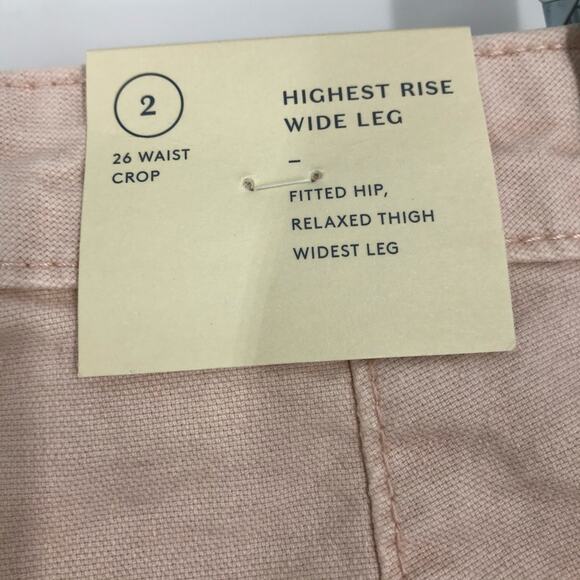 2
26 WAIST
CROP
HIGHEST RISE
WIDE LEG
–
FITTED HIP,
RELAXED THIGH
WIDEST LEG